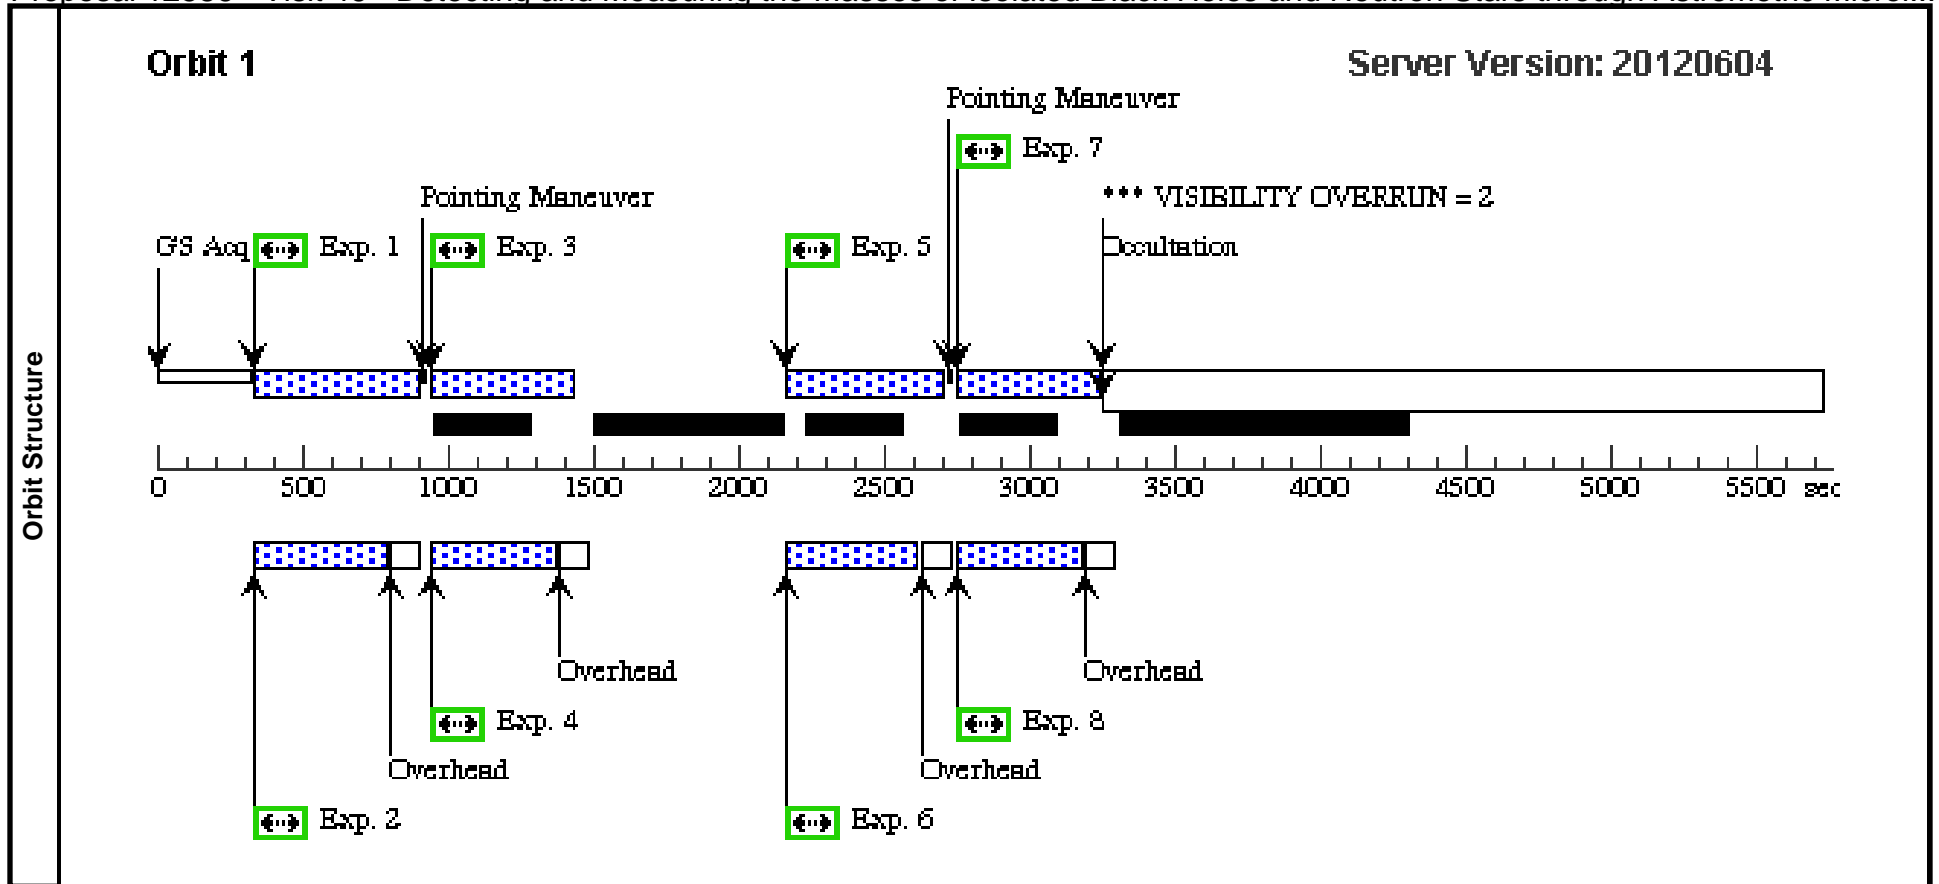 Orbit 1
Server Version: 20120604
Pointing Maneuver
Exp. 7
Pointing Maneuver
*** VISIBILITY OVERRUN = 2
GS Acq
Exp. 1
Exp. 3
Exp. 5
Occultation
Orbit Structure
0 500 1000 1500 2000 2500 3000 3500 4000 4500 5000 5500 sec
Overhead
Overhead
Exp. 4
Exp. 8
Overhead
Overhead
Exp. 2
Exp. 6